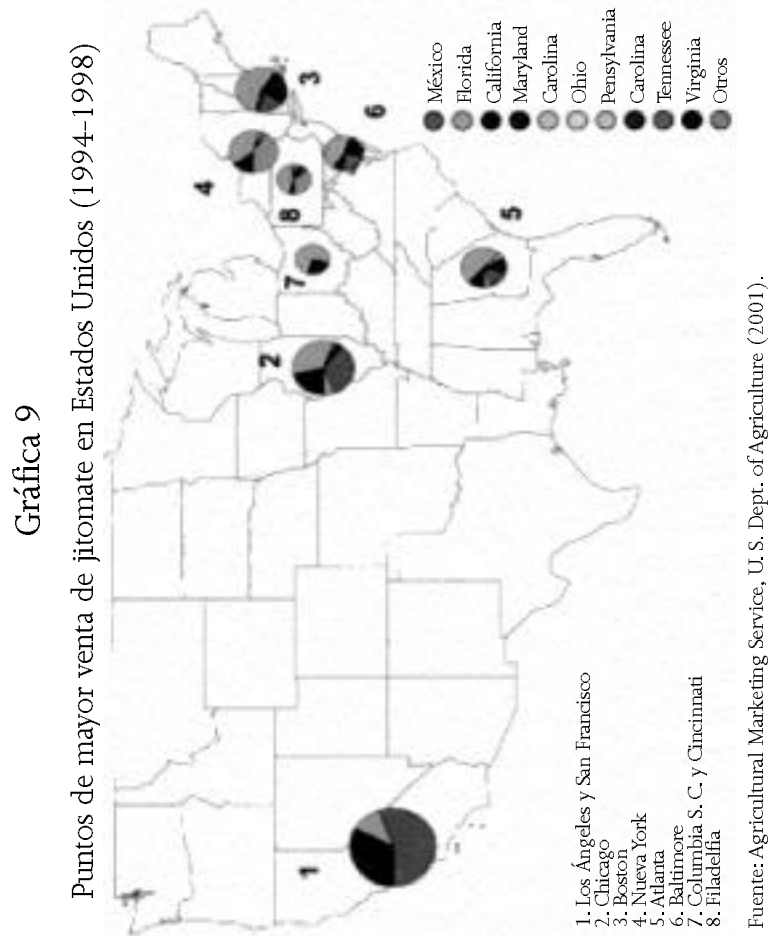 Gráfica 9
Puntos de mayor venta de jitomate en Estados Unidos (1994-1998)
1
2
3
4
5
6
7
8
México
Florida
California
Maryland
Carolina
Ohio
Pensylvania
Carolina
Tennessee
Virginia
Otros
1. Los Ángeles y San Francisco
2. Chicago
3. Boston
4. Nueva York
5. Atlanta
6. Baltimore
7. Columbia S. C. y Cincinnati
8. Filadelfia
Fuente: Agricultural Marketing Service, U. S. Dept. of Agriculture (2001).